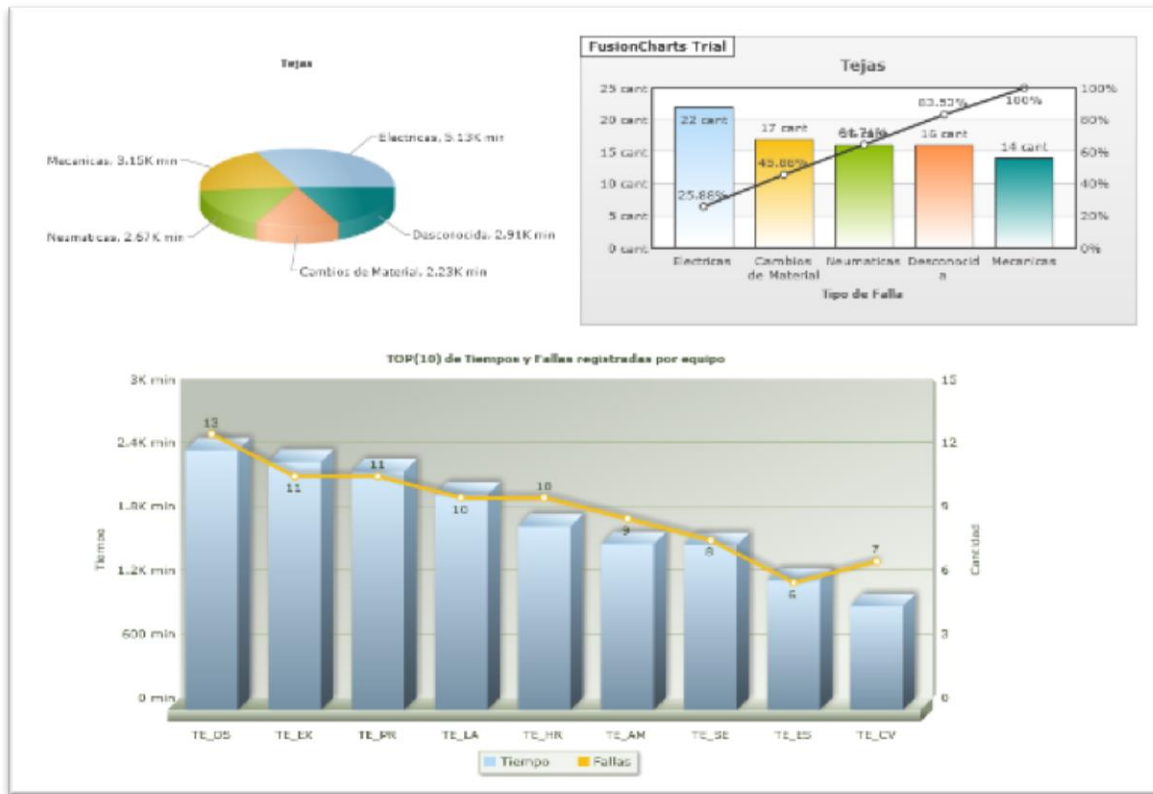 Tejas
Electricas, 5.13K min
Mecanicas, 3.15K min
Neumaticas, 2.67K min
Desconocida, 2.91K min
Cambios de Material, 2.23K min
FusionCharts Trial
Tejas
25 cant
20 cant
15 cant
10 cant
5 cant
0 cant
22 cant
17 cant
16 cant
14 cant
25.88%
45.88%
64.71%
83.53%
100%
100%
80%
60%
40%
20%
0%
Electricas
Cambios
de Material
Neumaticas
Desconocid
a
Mecanicas
Tipo de Falla
TOP(10) de Tiempos y Fallas registradas por equipo
3K min
2.4K min
1.8K min
1.2K min
600 min
0 min
Tiempo
13
11
11
10
10
9
8
6
7
15
12
9
6
3
0
Cantidad
TE_EX
TE_PR
TE_LA
TE_HR
TE_AM
TE_SE
TE_ES
TE_CV
Tiempo
Fallas